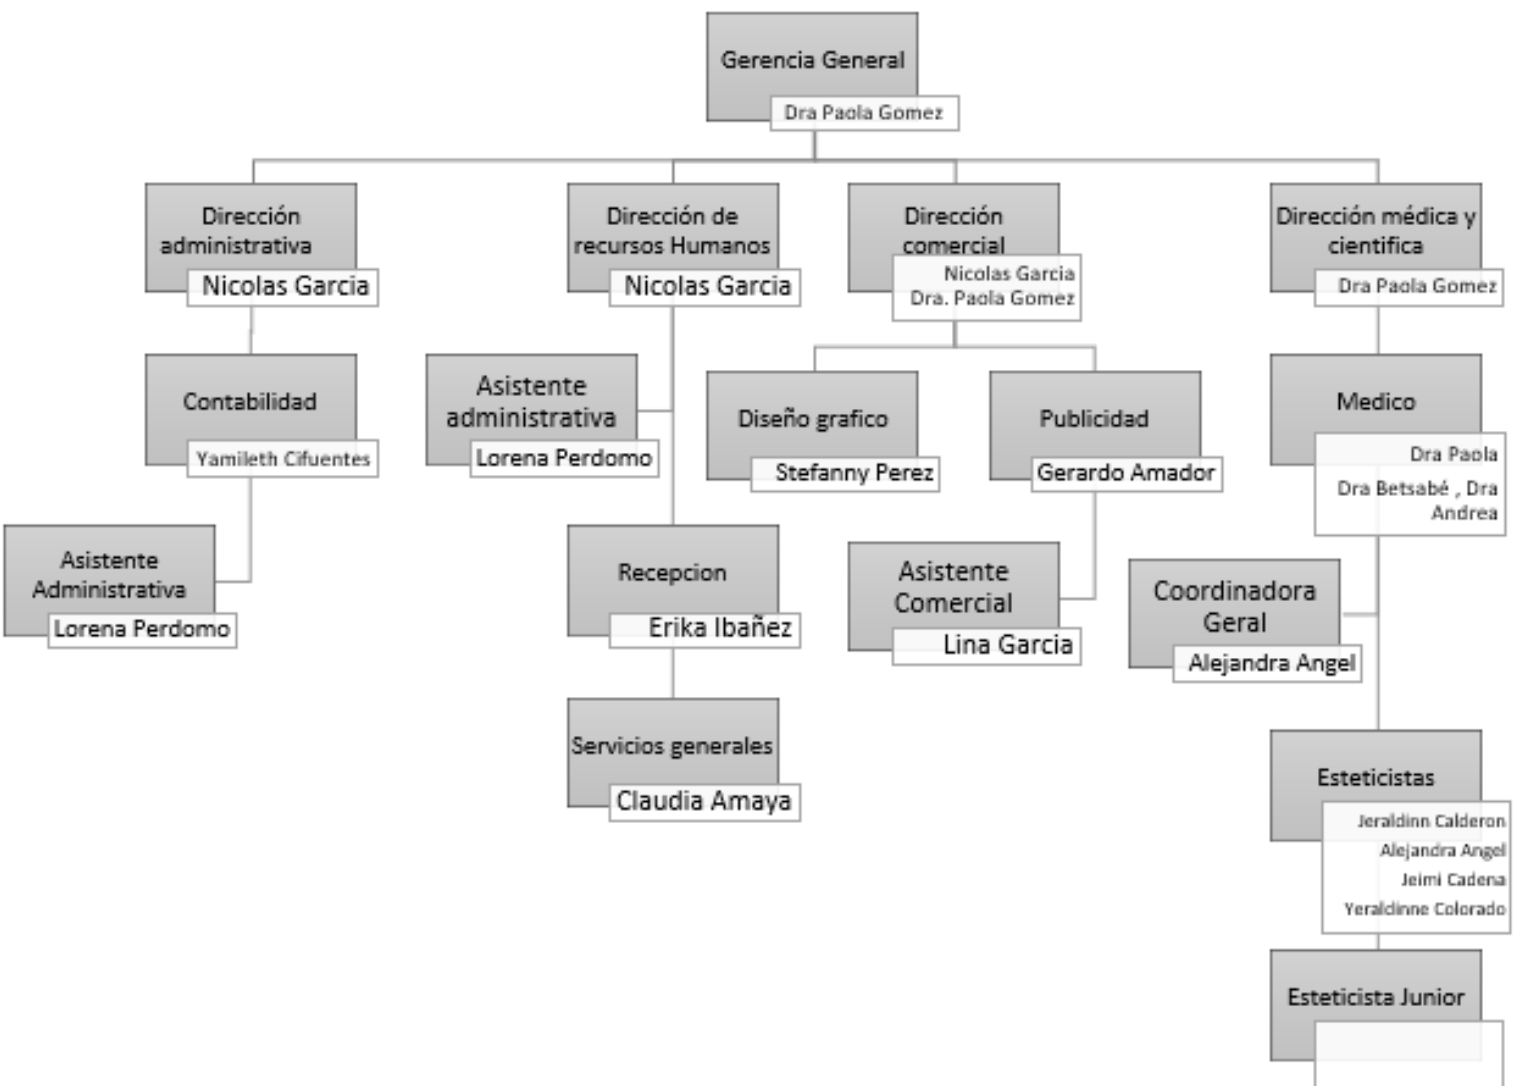 Gerencia General
Dra Paola Gomez
Dirección
administrativa
Nicolas Garcia
Dirección de
recursos Humanos
Nicolas Garcia
Dirección
comercial
Nicolas Garcia
Dra. Paola Gomez
Dirección médica y
cientifica
Dra Paola Gomez
Contabilidad
Yamileth Cifuentes
Asistente
administrativa
Lorena Perdomo
Diseño grafico
Stefanny Perez
Publicidad
Gerardo Amador
Medico
Dra Paola
Dra Betsabé , Dra
Andrea
Asistente
Administrativa
Lorena Perdomo
Recepcion
Erika Ibañez
Asistente
Comercial
Lina Garcia
Coordinadora
Geral
Alejandra Angel
Servicios generales
Claudia Amaya
Esteticistas
Jeraldinn Calderon
Alejandra Angel
Jeimi Cadena
Yeraldinne Colorado
Esteticista Junior